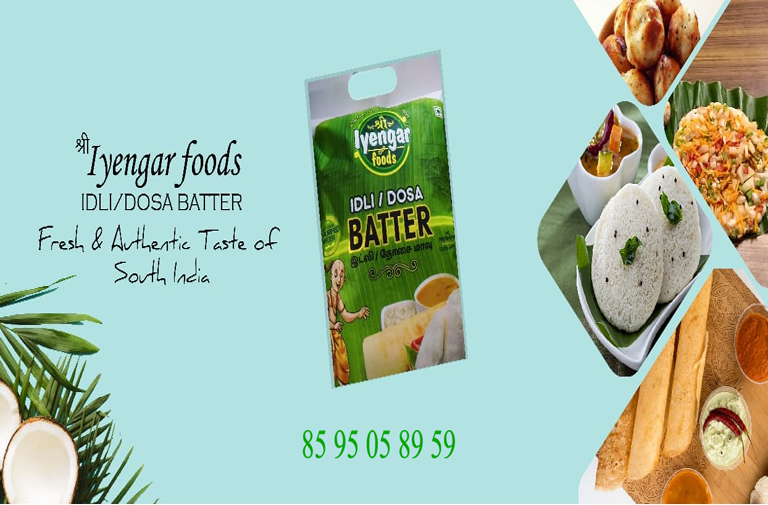 श्री Iyengar foods
IDLI/DOSA BATTER
Fresh & Authentic Taste of
South India
श्री
Iyengar
foods
IDLI / DOSA
BATTER
இட்லி / தோசை மாவு
85 95 05 89 59